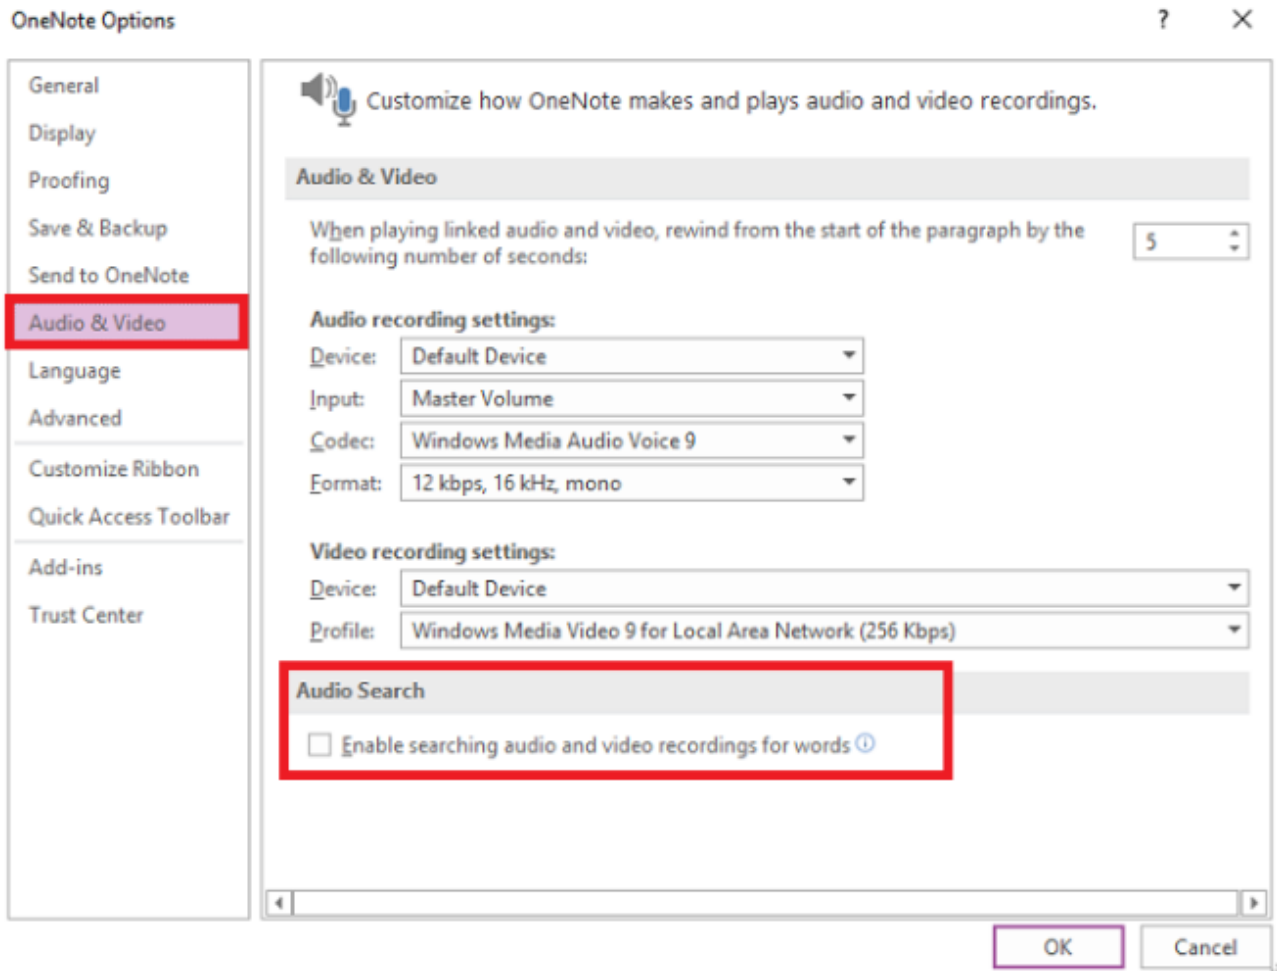 OneNote Options
?
General
Display
Proofing
Save & Backup
Send to OneNote
Audio & Video
Language
Advanced
Customize Ribbon
Quick Access Toolbar
Add-ins
Trust Center
Customize how OneNote makes and plays audio and video recordings.
Audio & Video
When playing linked audio and video, rewind from the start of the paragraph by the
following number of seconds:
5
Audio recording settings:
Device: Default Device
Input: Master Volume
Codec: Windows Media Audio Voice 9
Format: 12 kbps, 16 kHz, mono
Video recording settings:
Device: Default Device
Profile: Windows Media Video 9 for Local Area Network (256 Kbps)
Audio Search
Enable searching audio and video recordings for words
OK
Cancel